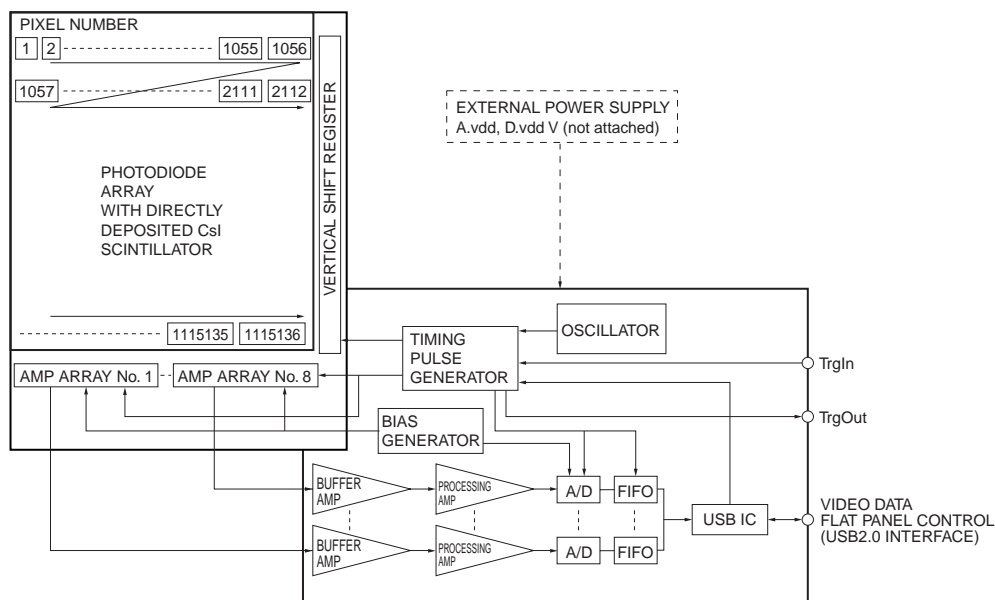 PIXEL NUMBER
1 2 1055 1056
1057 2111 2112
PHOTODIODE
ARRAY
WITH DIRECTLY
DEPOSITED CsI
SCINTILLATOR
1115135 1115136
VERTICAL SHIFT REGISTER
EXTERNAL POWER SUPPLY
A.vdd, D.vdd V (not attached)
AMP ARRAY No. 1
AMP ARRAY No. 8
TIMING
PULSE
GENERATOR
OSCILLATOR
TrgIn
TrgOut
BIAS
GENERATOR
BUFFER
AMP
PROCESSING
AMP
A/D
FIFO
BUFFER
AMP
PROCESSING
AMP
A/D
FIFO
USB IC
VIDEO DATA
FLAT PANEL CONTROL
(USB2.0 INTERFACE)